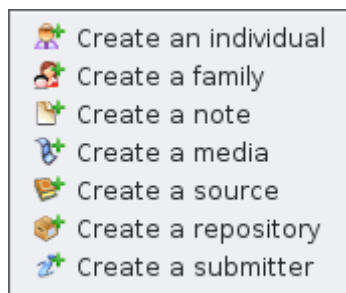 Create an individual
Create a family
Create a note
Create a media
Create a source
Create a repository
Create a submitter